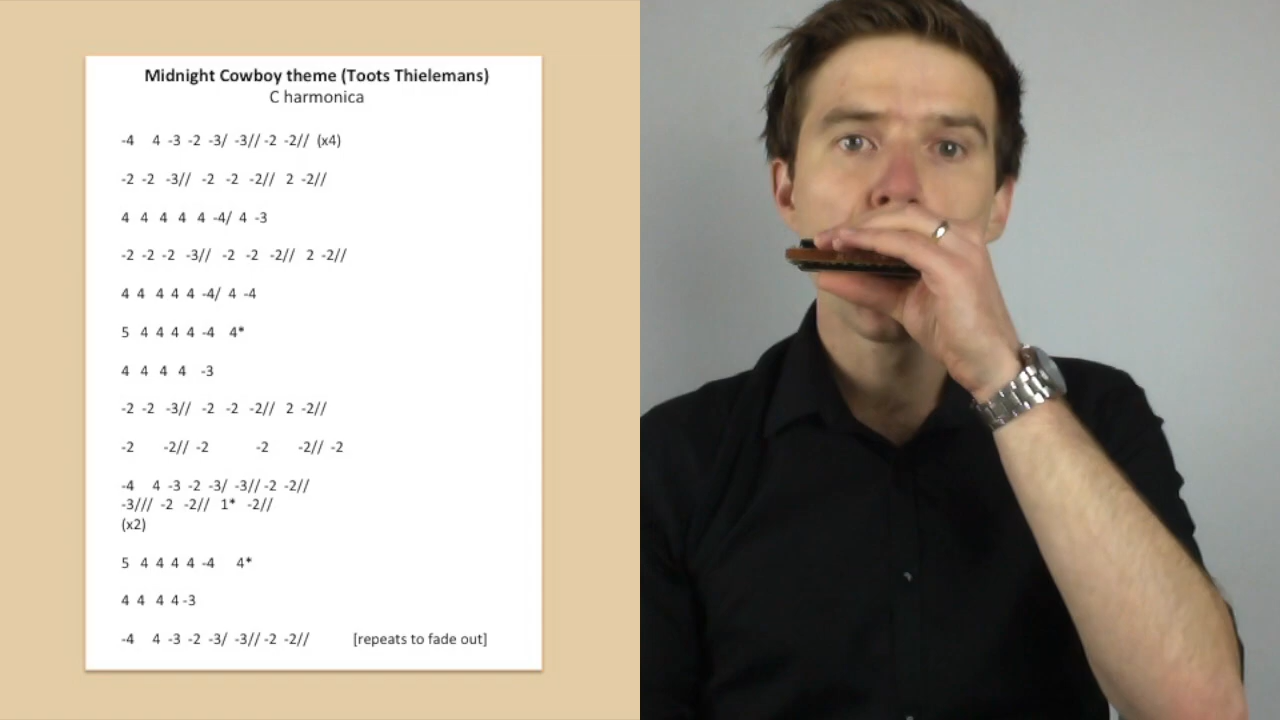 Midnight Cowboy theme (Toots Thielemans)
C harmonica
-4 4 -3 -2 -3/ -3// -2 -2// (x4)
-2 -2 -3// -2 -2 -2// 2 -2//
4 4 4 4 4 -4/ 4 -3
-2 -2 -2 -3// -2 -2 -2// 2 -2//
4 4 4 4 4 -4/ 4 -4
5 4 4 4 4 -4 4*
4 4 4 4 -3
-2 -2 -3// -2 -2 -2// 2 -2//
-2 -2// -2 -2 -2// -2
-4 4 -3 -2 -3/ -3// -2 -2//
-3/// -2 -2// 1* -2//
(x2)
5 4 4 4 4 -4 4*
4 4 4 4 -3
-4 4 -3 -2 -3/ -3// -2 -2// [repeats to fade out]